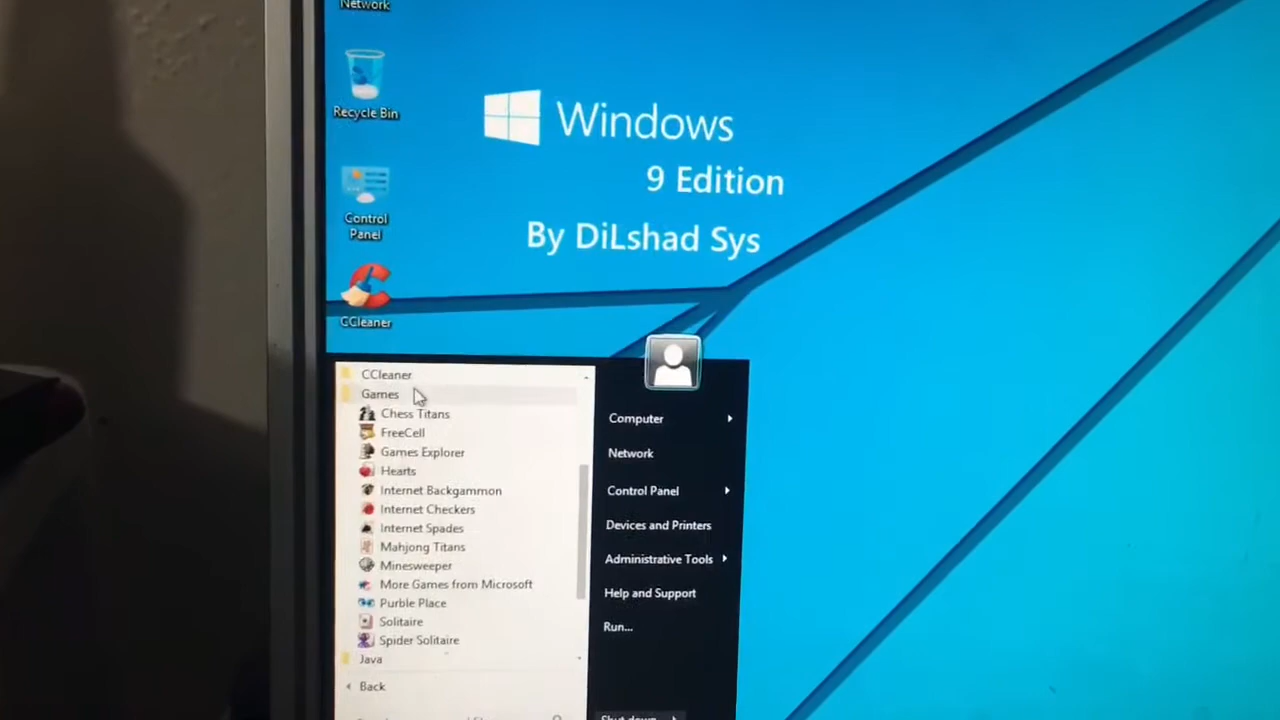 Network
Recycle Bin
Control
Panel
CCleaner
Windows
9 Edition
By DiLshad Sys
CCleaner
Games
Chess Titans
FreeCell
Games Explorer
Hearts
Internet Backgammon
Internet Checkers
Internet Spades
Mahjong Titans
Minesweeper
More Games from Microsoft
Purble Place
Solitaire
Spider Solitaire
Java
Back
Computer
Network
Control Panel
Devices and Printers
Administrative Tools
Help and Support
Run...
Shut down